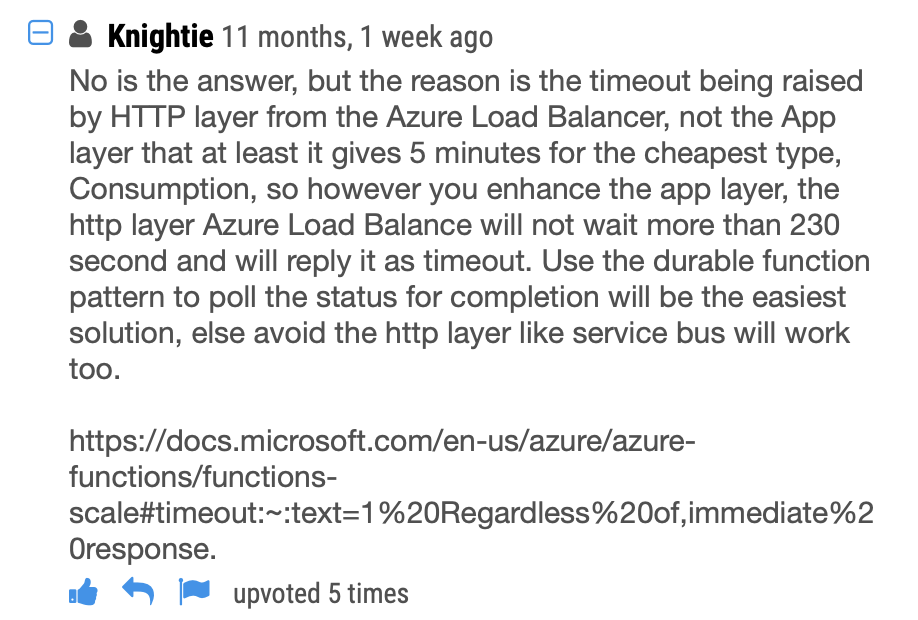 Knightie 11 months, 1 week ago
No is the answer, but the reason is the timeout being raised
by HTTP layer from the Azure Load Balancer, not the App
layer that at least it gives 5 minutes for the cheapest type,
Consumption, so however you enhance the app layer, the
http layer Azure Load Balance will not wait more than 230
second and will reply it as timeout. Use the durable function
pattern to poll the status for completion will be the easiest
solution, else avoid the http layer like service bus will work
too.
https://docs.microsoft.com/en-us/azure/azure-
functions/functions-
scale#timeout:~:text=1%20Regardless%20of,immediate%2
0response.
upvoted 5 times